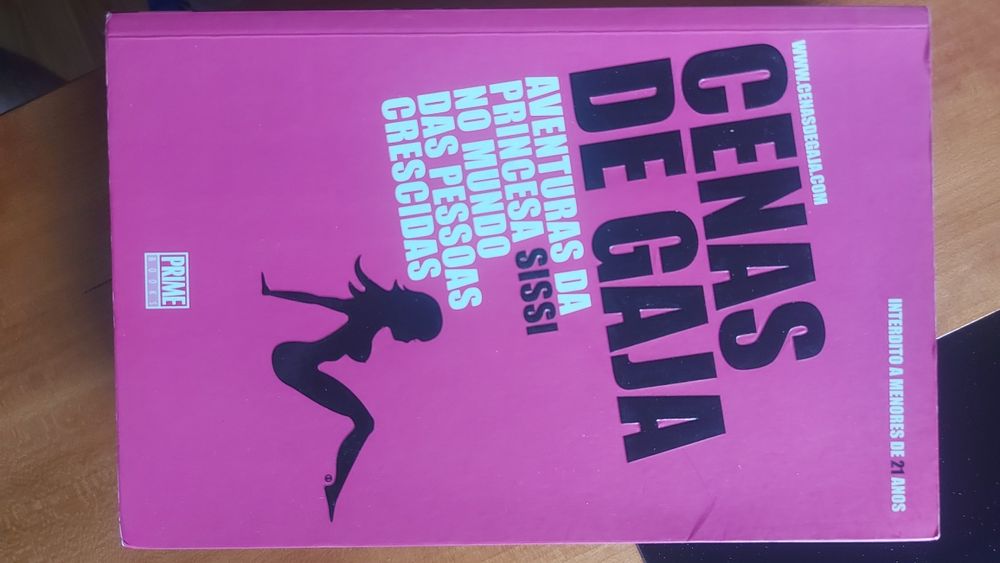 INTERDITO A MENORES DE 21 ANOS
WWW.CENASDEGAJA.COM
CENAS
DE GAJA
AVENTURAS DA
PRINCESA SISSI
NO MUNDO
DAS PESSOAS
CRESCIDAS
PRIME
BOOKS